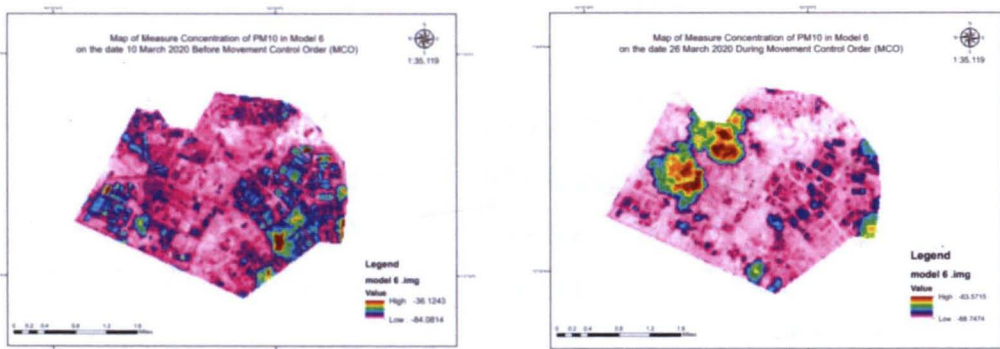 Map of Measure Concentration of PM10 in Model 6
on the date 10 March 2020 Before Movement Control Order (MCO)
1:35,119
Legend
model 6 .img
Value
High -36.1243
Low -84.0814
Map of Measure Concentration of PM10 in Model 6
on the date 26 March 2020 During Movement Control Order (MCO)
1:35,119
Legend
model 6 .img
Value
High -63.5715
Low -88.7474